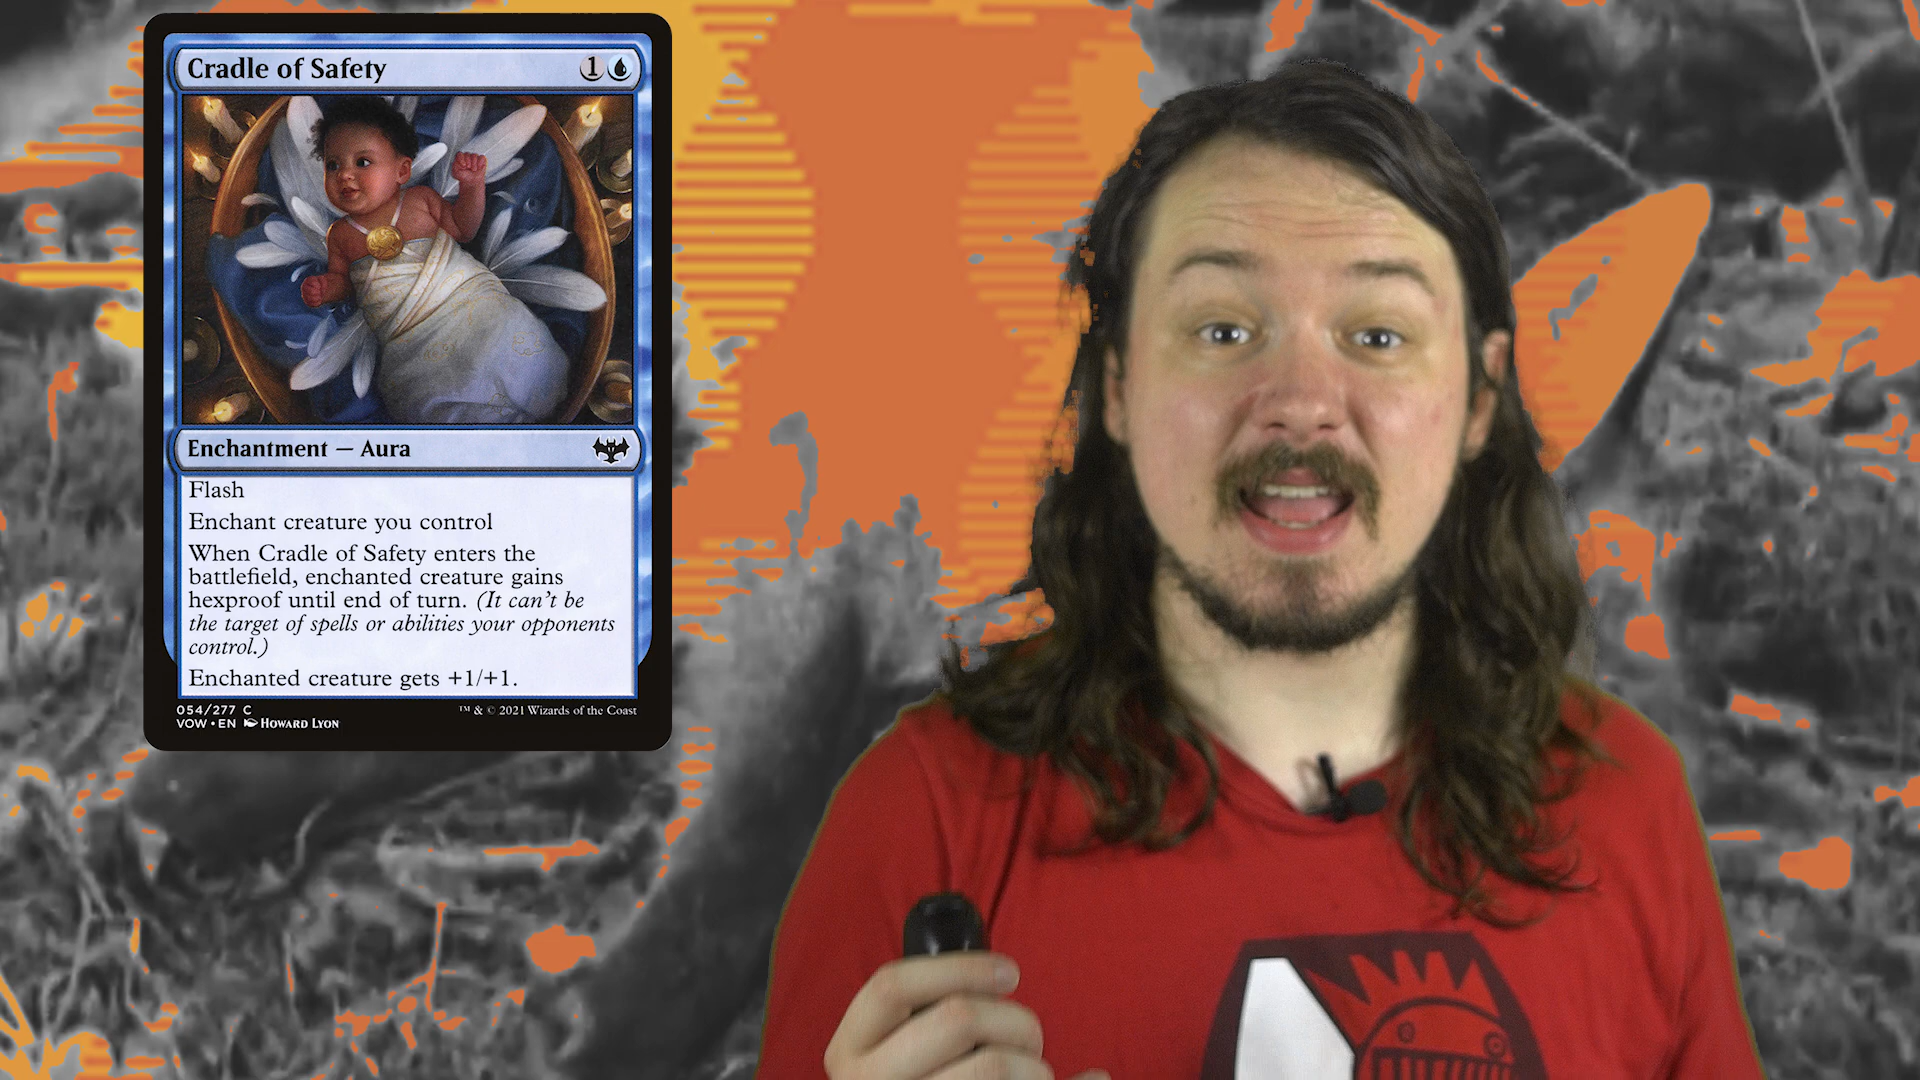 Cradle of Safety 1
Enchantment — Aura
Flash
Enchant creature you control
When Cradle of Safety enters the
battlefield, enchanted creature gains
hexproof until end of turn. (It can't be
the target of spells or abilities your opponents
control.)
Enchanted creature gets +1/+1.
054/277 C
VOW • EN Howard Lyon
™ & © 2021 Wizards of the Coast